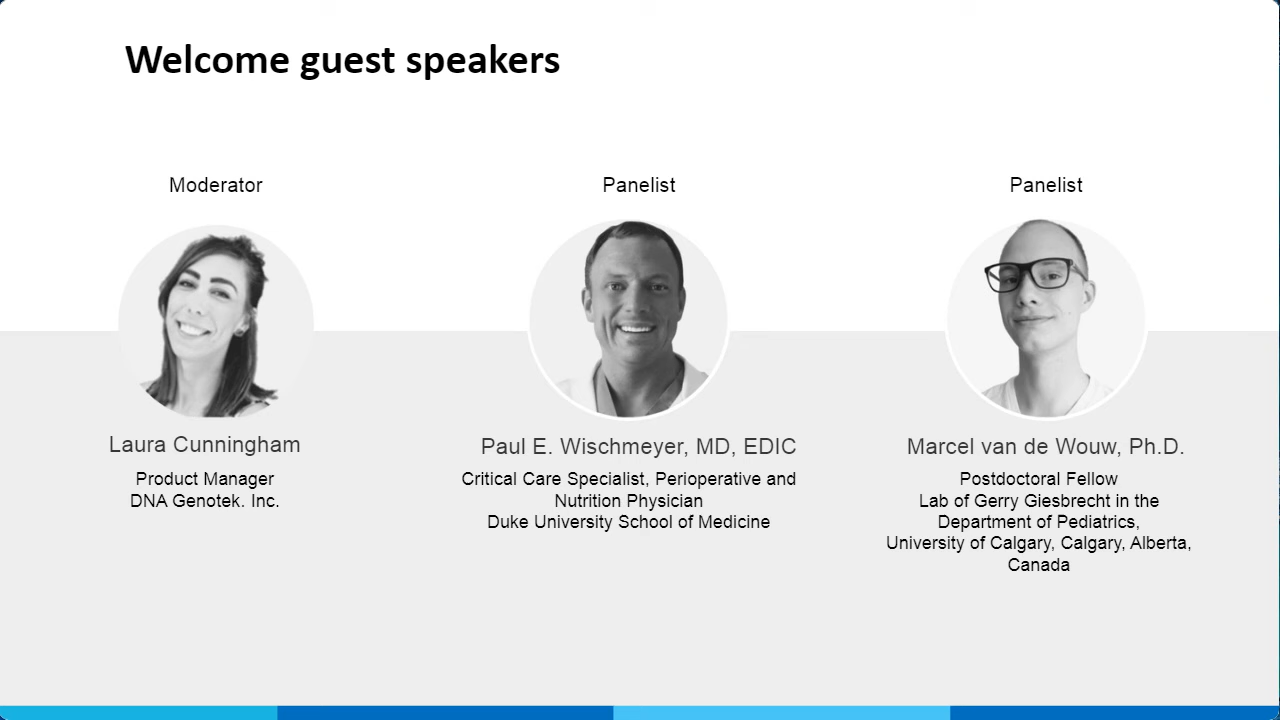 Welcome guest speakers
Moderator
Panelist
Panelist
Laura Cunningham
Product Manager
DNA Genotek. Inc.
Paul E. Wischmeyer, MD, EDIC
Critical Care Specialist, Perioperative and
Nutrition Physician
Duke University School of Medicine
Marcel van de Wouw, Ph.D.
Postdoctoral Fellow
Lab of Gerry Giesbrecht in the
Department of Pediatrics,
University of Calgary, Calgary, Alberta,
Canada